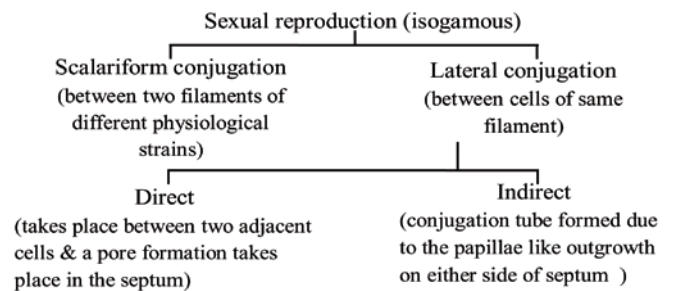 Sexual reproduction (isogamous)
Scalariform conjugation
(between two filaments of
different physiological
strains)
Lateral conjugation
(between cells of same
filament)
Direct
(takes place between two adjacent
cells & a pore formation takes
place in the septum)
Indirect
(conjugation tube formed due
to the papillae like outgrowth
on either side of septum )